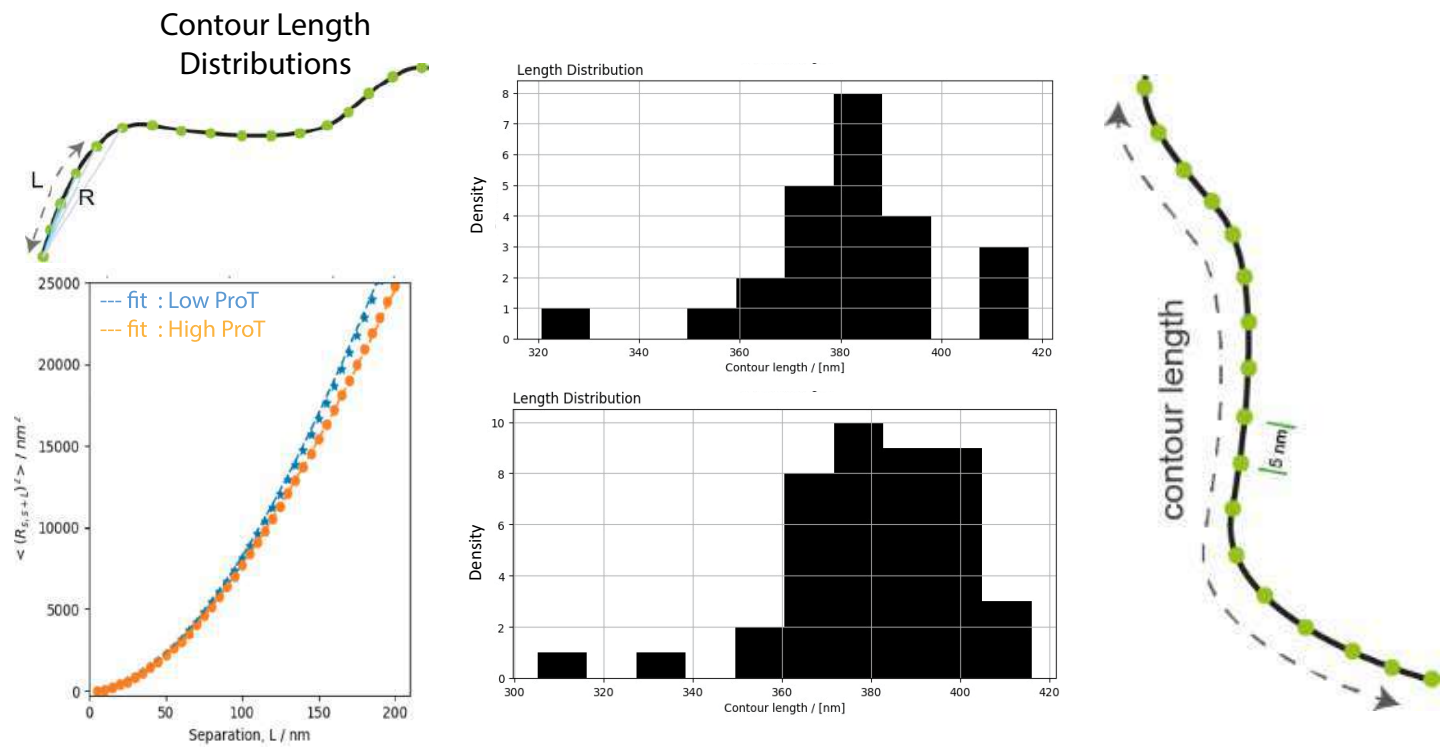 Contour Length
Distributions
L
R
25000
20000
15000
10000
5000
0
--- fit : Low ProT
--- fit : High ProT
< (R_{s, s+L})² > / nm²
0
50
100
150
200
Separation, L / nm
Length Distribution
8
7
6
5
4
3
2
1
0
Density
320
340
360
380
400
420
Contour length / [nm]
Length Distribution
10
8
6
4
2
0
Density
300
320
340
360
380
400
420
Contour length / [nm]
contour length
5 nm